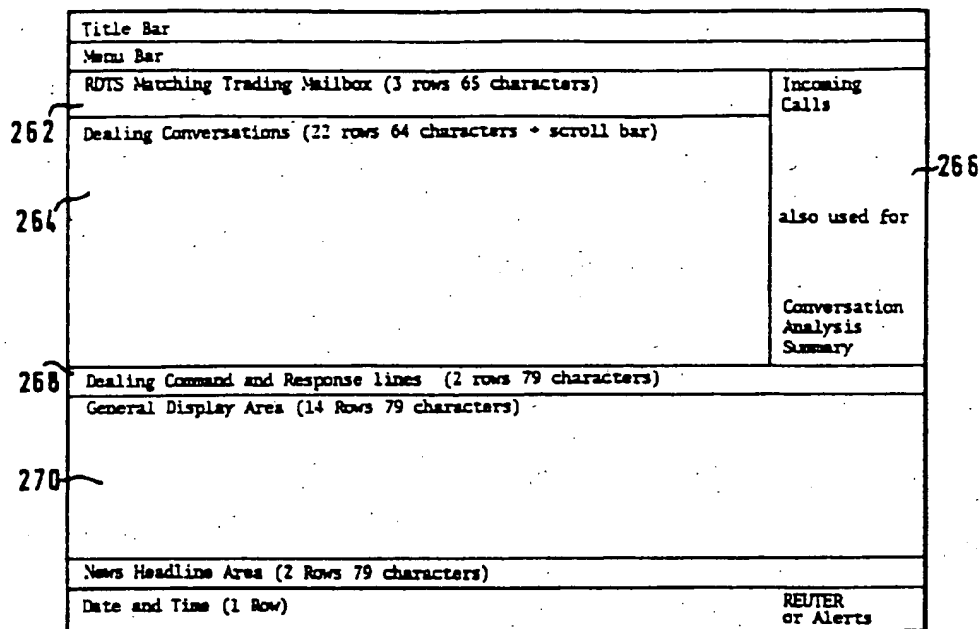 Title Bar
Menu Bar
RDTS Matching Trading Mailbox (3 rows 65 characters)
Incoming
Calls
262
Dealing Conversations (22 rows 64 characters + scroll bar)
266
264
also used for
Conversation
Analysis
Summary
268
Dealing Command and Response lines (2 rows 79 characters)
General Display Area (14 Rows 79 characters)
270
News Headline Area (2 Rows 79 characters)
Date and Time (1 Row)
REUTER
or Alerts